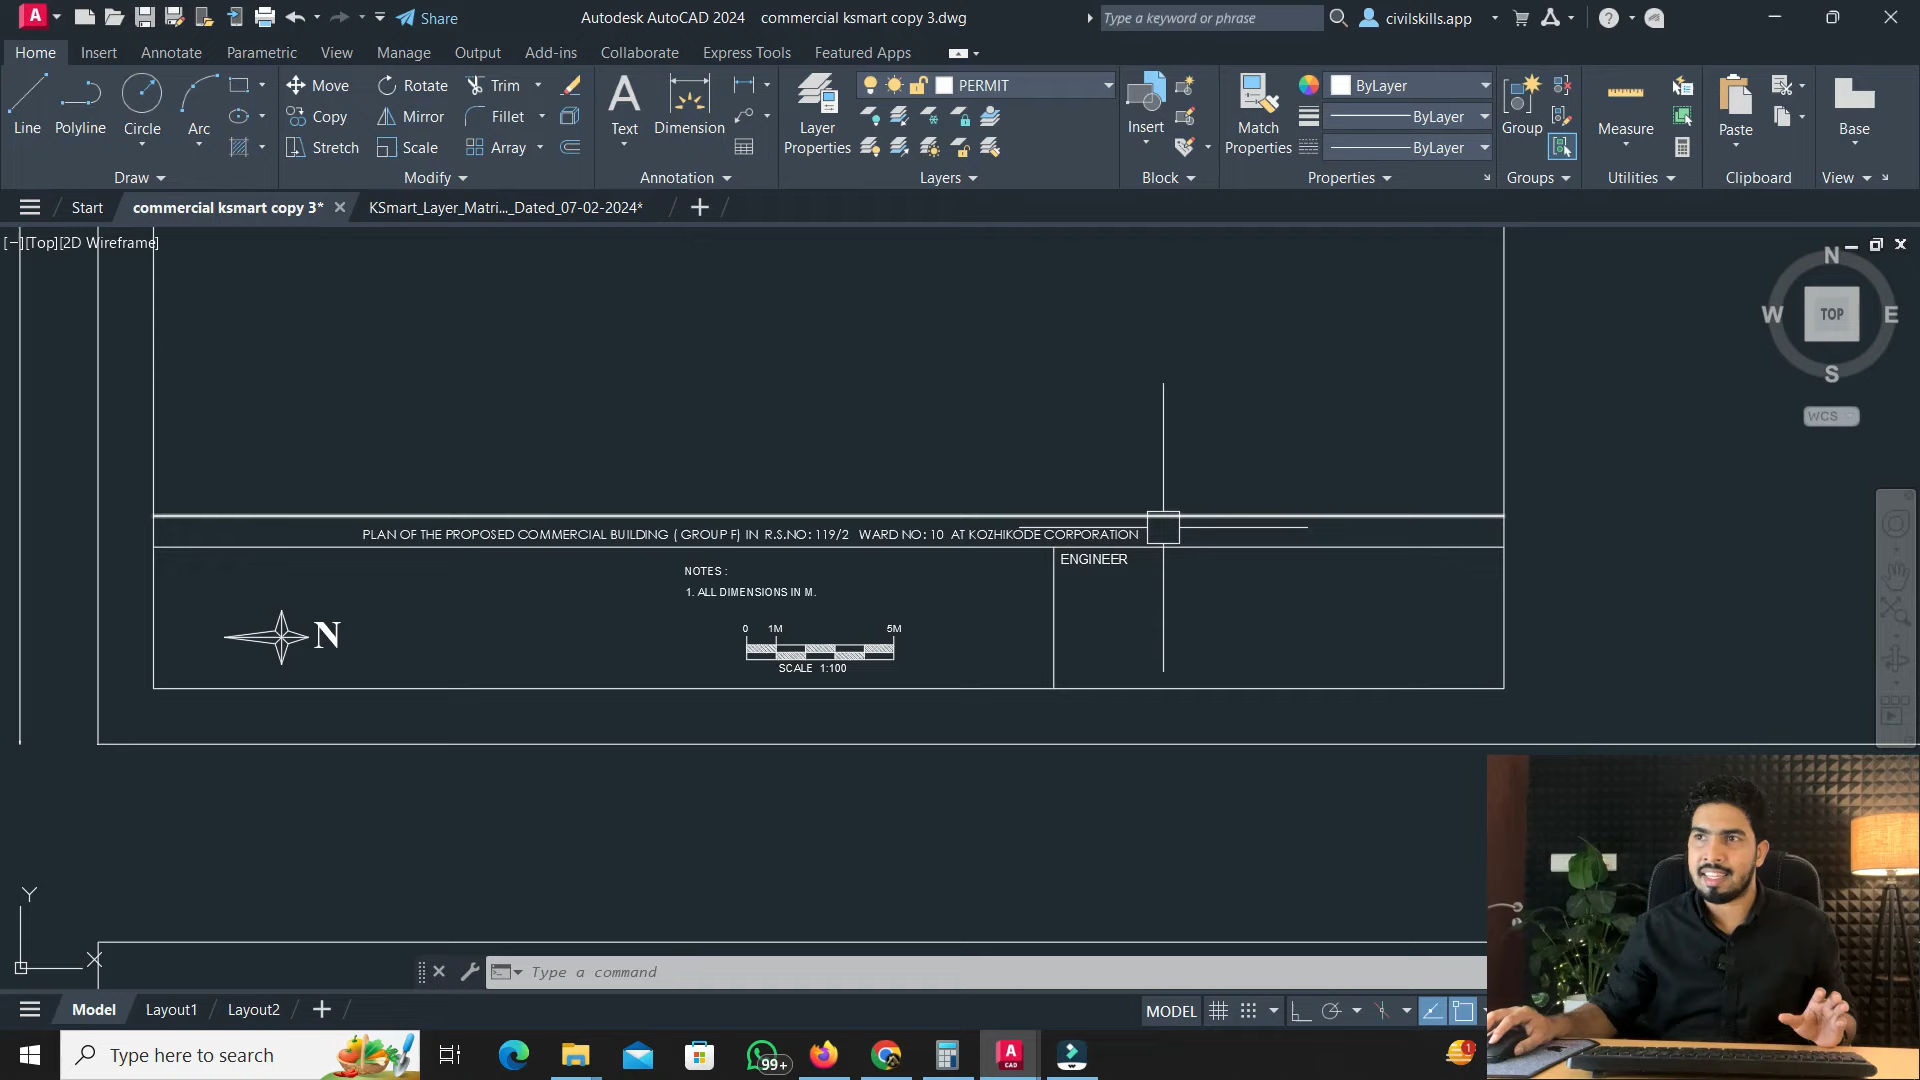 A Share Autodesk AutoCAD 2024 commercial ksmart copy 3.dwg Type a keyword or phrase civilskills.app
Home Insert Annotate Parametric View Manage Output Add-ins Collaborate Express Tools Featured Apps
Line Polyline Circle Arc
Move Rotate Trim
Copy Mirror Fillet
Stretch Scale Array
Text Dimension
Layer Properties
PERMIT
Insert
Match Properties
ByLayer
ByLayer
ByLayer
Group
Measure
Paste
Base
Draw Modify Annotation Layers Block Properties Groups Utilities Clipboard View
Start commercial ksmart copy 3* KSmart_Layer_Matri..._Dated_07-02-2024*
[−][Top][2D Wireframe]
N
W TOP E
S
WCS
PLAN OF THE PROPOSED COMMERCIAL BUILDING ( GROUP F) IN R.S.NO: 119/2 WARD NO: 10 AT KOZHIKODE CORPORATION
ENGINEER
NOTES :
1. ALL DIMENSIONS IN M.
N
0 1M 5M
SCALE 1:100
Y
X
Type a command
Model Layout1 Layout2 MODEL
Type here to search 99+ A CAD 1